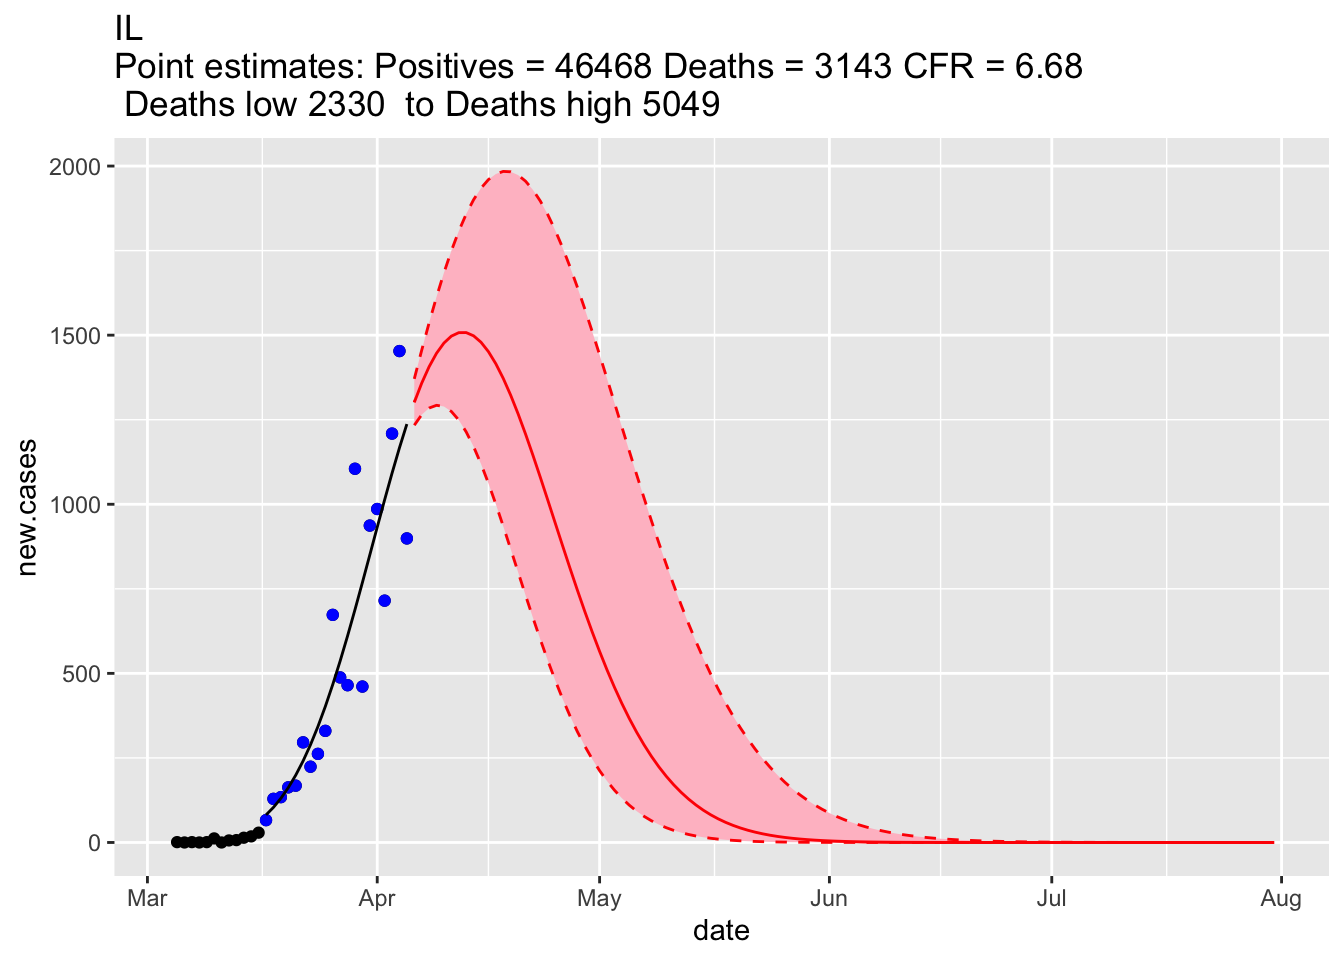 IL
Point estimates: Positives = 46468 Deaths = 3143 CFR = 6.68
Deaths low 2330  to Deaths high 5049
2000
1500
1000
500
0
new.cases
Mar Apr May Jun Jul Aug
date